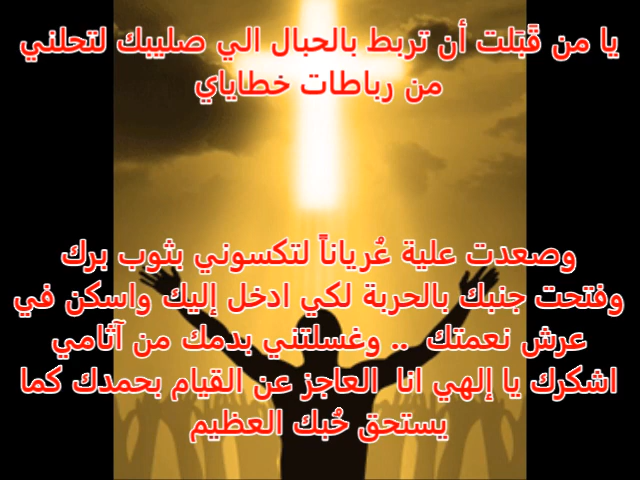 يا من قَبَلت أن تربط بالحبال الي صليبك لتحلني
من رباطات خطاياي
وصعدت علية عُرياناً لتكسوني بثوب برك
وفتحت جنبك بالحربة لكي ادخل إليك واسكن في
عرش نعمتك .. وغسلتني بدمك من آثامي
اشكرك يا إلهي انا العاجز عن القيام بحمدك كما
يستحق حُبك العظيم